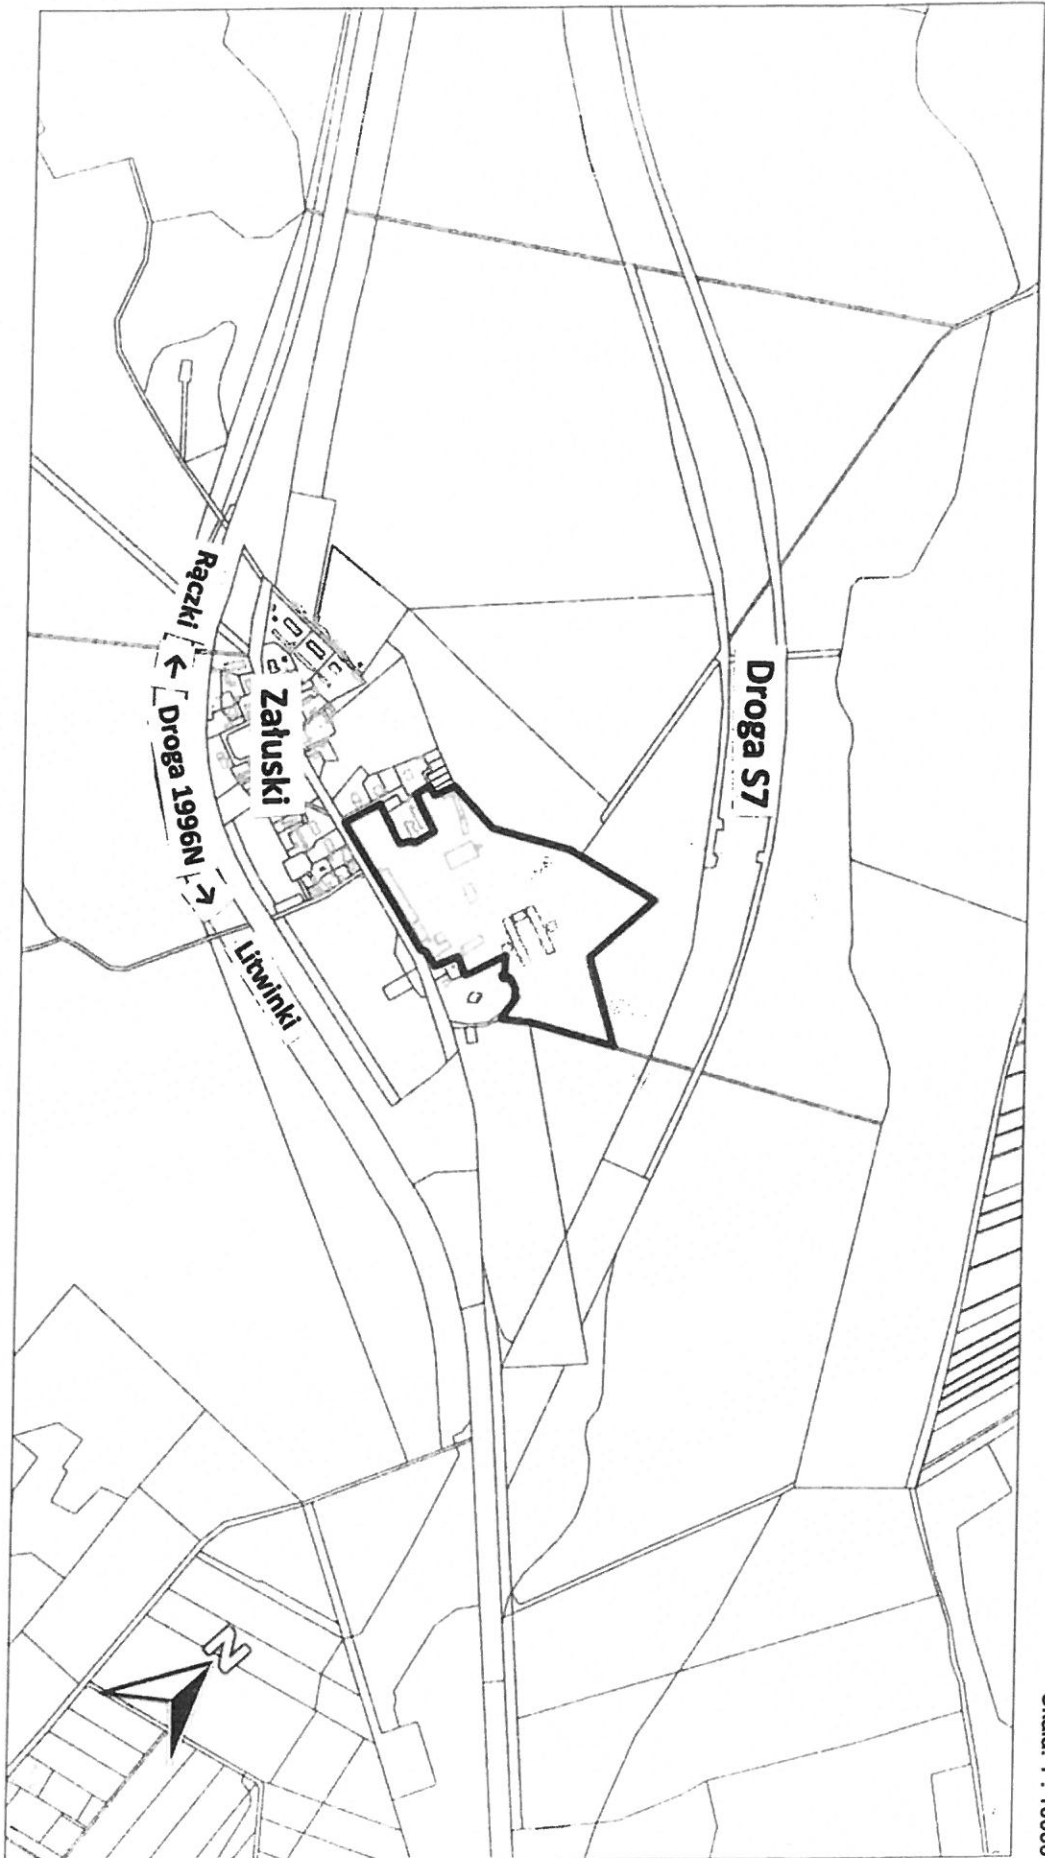 Droga S7
Załuski
Rączki ←
Droga 1996N →
Litwinki
N